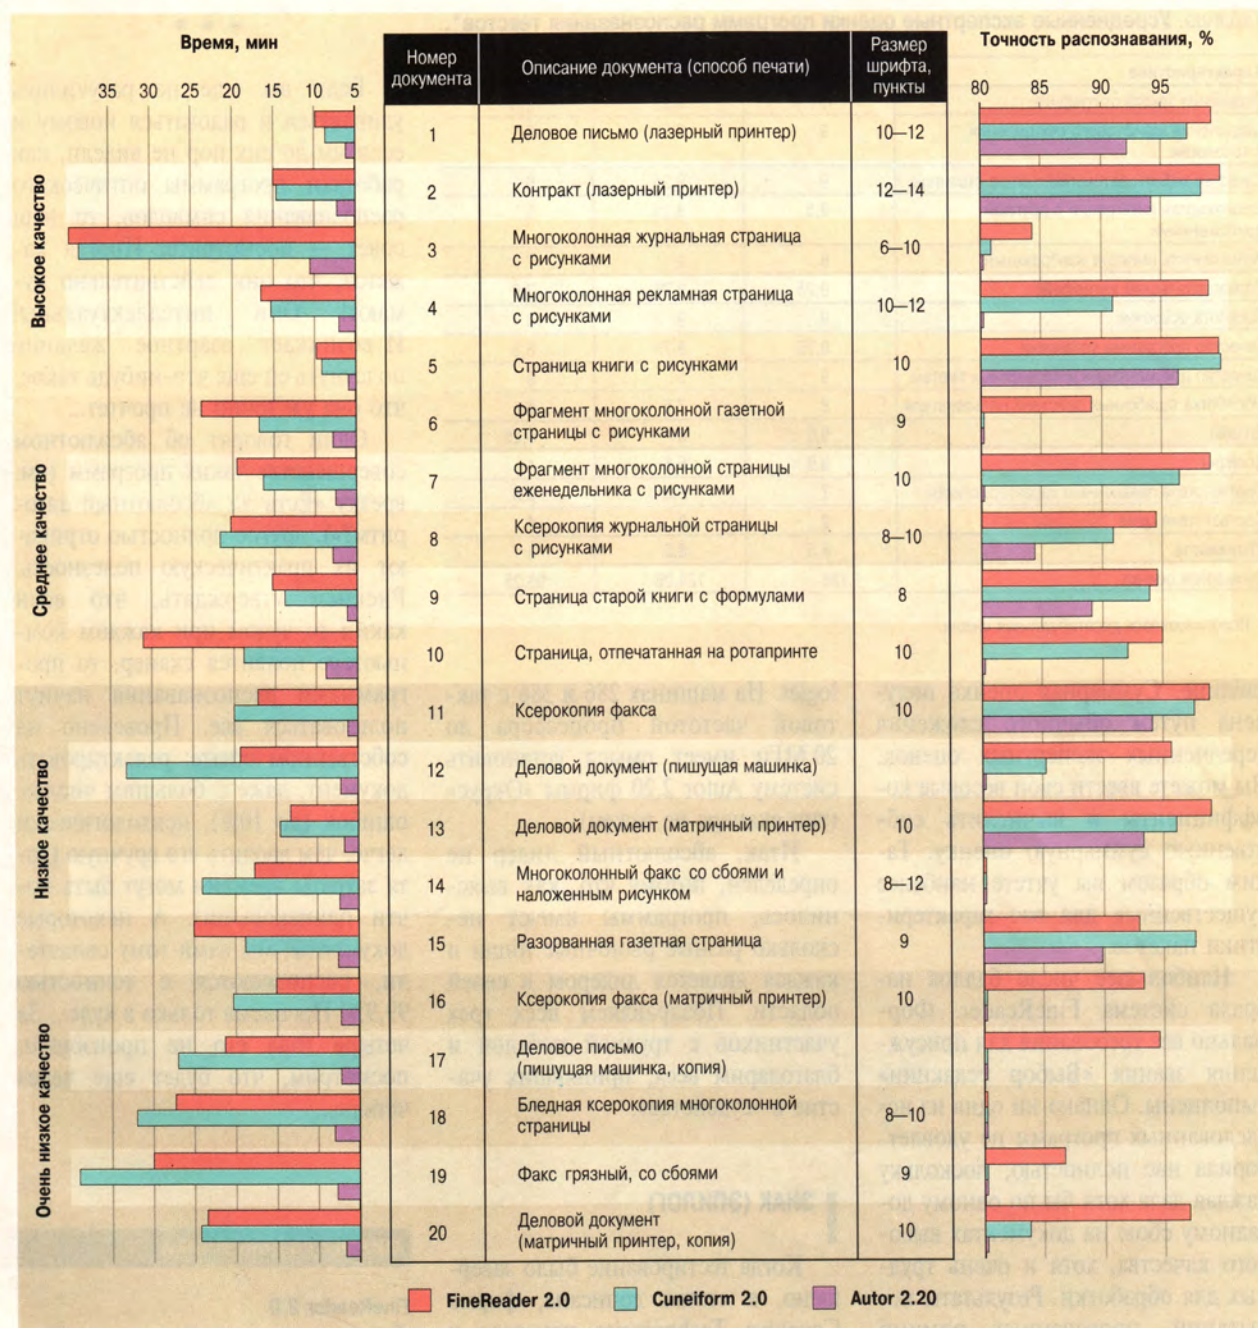 Время, мин
Номер документа
Описание документа (способ печати)
Размер шрифта, пункты
Точность распознавания, %
35 30 25 20 15 10 5
80 85 90 95
Высокое качество
1 Деловое письмо (лазерный принтер) 10—12
2 Контракт (лазерный принтер) 12—14
3 Многоколонная журнальная страница
с рисунками 6—10
4 Многоколонная рекламная страница
с рисунками 10—12
5 Страница книги с рисунками 10
Среднее качество
6 Фрагмент многоколонной газетной
страницы с рисунками 9
7 Фрагмент многоколонной страницы
еженедельника с рисунками 10
8 Ксерокопия журнальной страницы
с рисунками 8—10
9 Страница старой книги с формулами 8
10 Страница, отпечатанная на ротапринте 10
Низкое качество
11 Ксерокопия факса 10
12 Деловой документ (пишущая машинка) 10
13 Деловой документ (матричный принтер) 10
14 Многоколонный факс со сбоями и
наложенным рисунком 8—12
15 Разорванная газетная страница 9
Очень низкое качество
16 Ксерокопия факса (матричный принтер) 10
17 Деловое письмо
(пишущая машинка, копия) 10
18 Бледная ксерокопия многоколонной
страницы 8—10
19 Факс грязный, со сбоями 9
20 Деловой документ
(матричный принтер, копия) 10
FineReader 2.0
Cuneiform 2.0
Autor 2.20